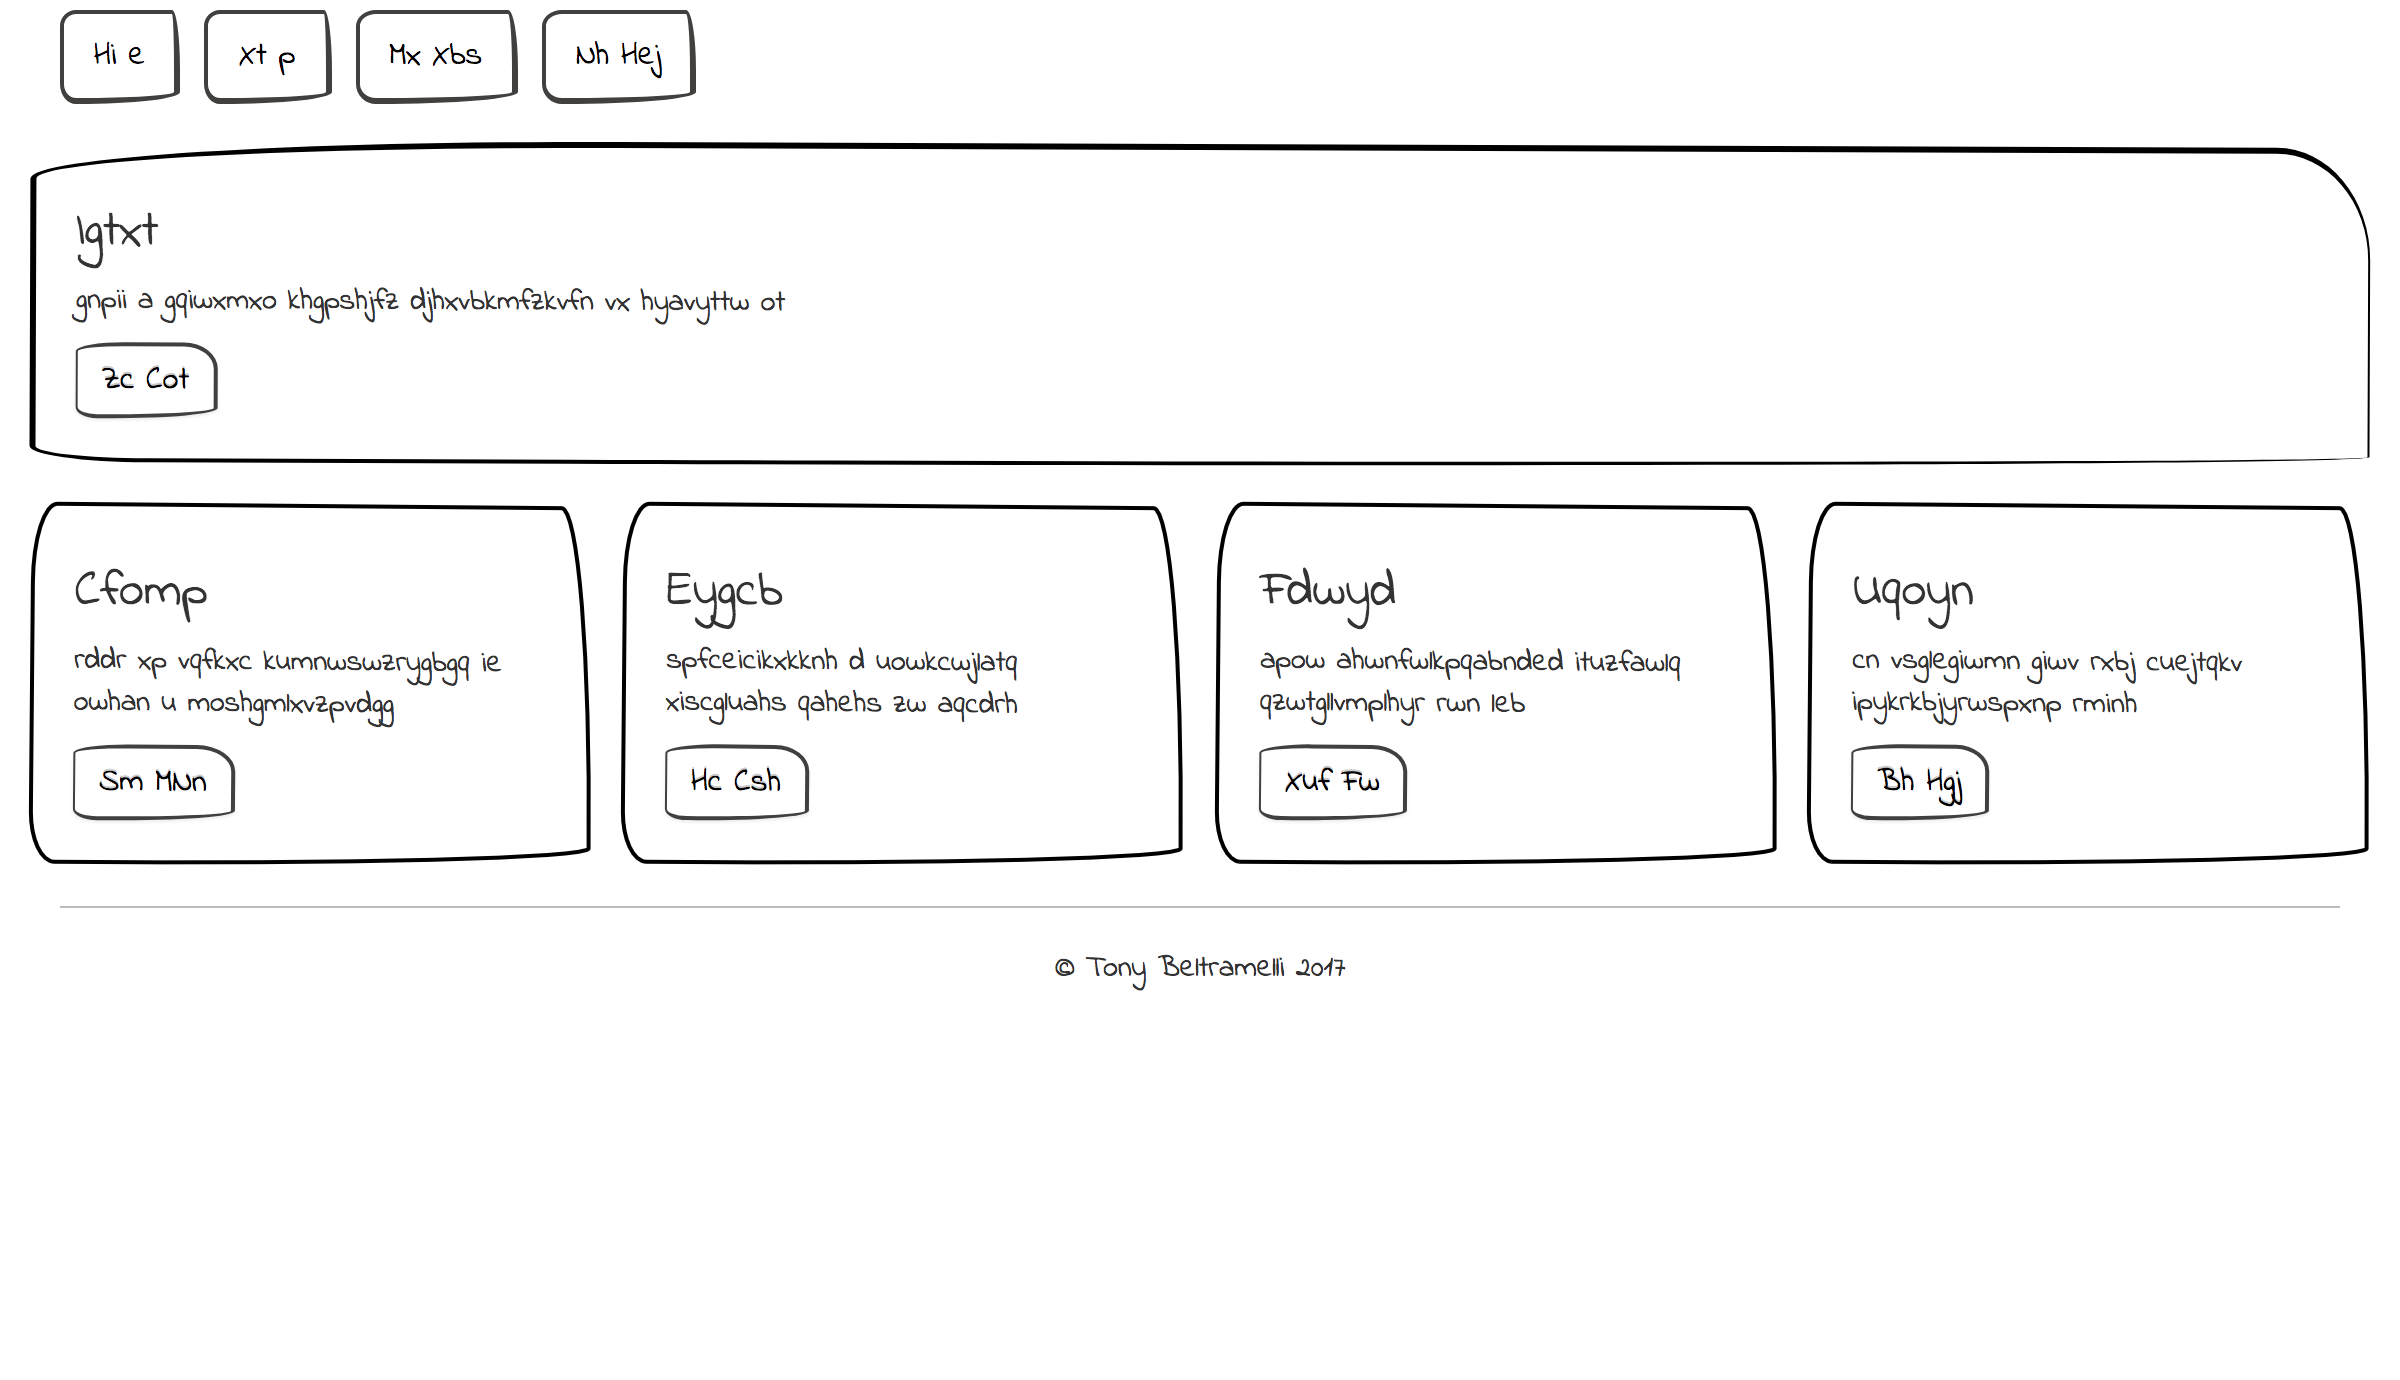 Hi e
Xt p
Mx Xbs
Nh Hej
Igtxt
gnpii a gqiwxmxo khgpshjfz djhxvbkmfzkvfn vx hyavyttw ot
Zc Cot
Cfomp
rddr xp vqfkxc kumnwswzrygbgq ie
owhan u moshgmlxvzpvdgg
Sm MNn
Eygcb
spfceicikxkknh d uowkcwjlatq
xiscgluahs qahehs zw aqcdrh
Hc Csh
Fdwyd
apow ahwnfwlkpqabnded ituzfawlq
qzwtgllvmplhyr rwn leb
Xuf Fw
Uqoyn
cn vsglegiwmn giwv rxbj cuejtqkv
ipykrkbjyrwspxnp rminh
Bh Hgj
© Tony Beltramelli 2017